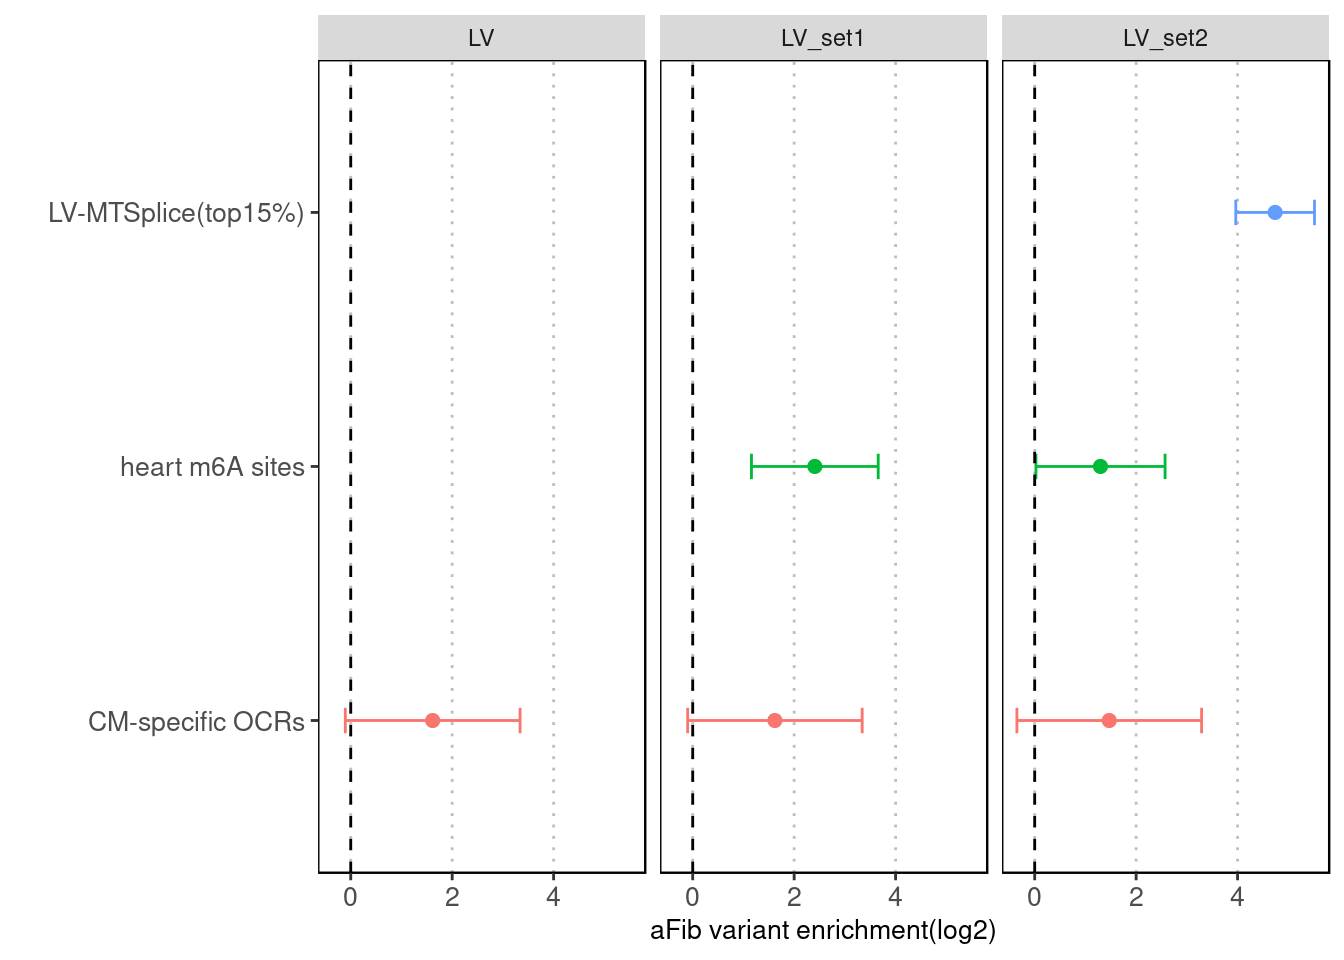 LV LV_set1 LV_set2
LV-MTSplice(top15%)
heart m6A sites
CM-specific OCRs
0 2 4 0 2 4 0 2 4
aFib variant enrichment(log2)